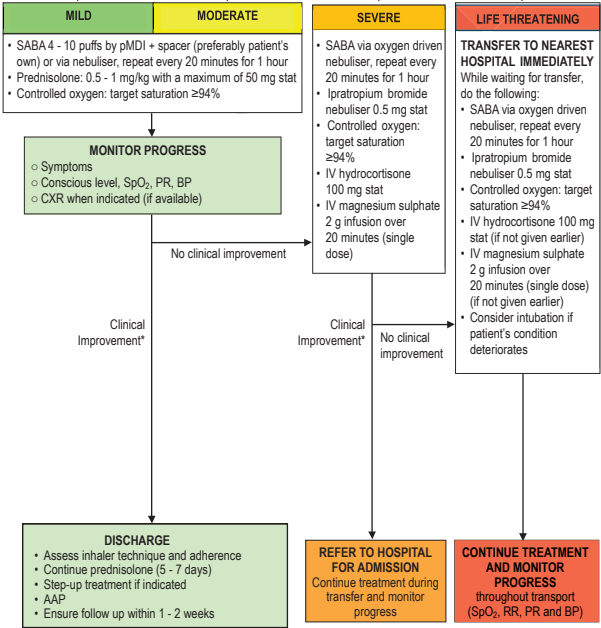 MILD
MODERATE
• SABA 4 - 10 puffs by pMDI + spacer (preferably patient's
own) or via nebuliser, repeat every 20 minutes for 1 hour
• Prednisolone: 0.5 - 1 mg/kg with a maximum of 50 mg stat
• Controlled oxygen: target saturation ≥94%
MONITOR PROGRESS
○ Symptoms
○ Conscious level, SpO₂, PR, BP
○ CXR when indicated (if available)
No clinical improvement
Clinical
Improvement*
SEVERE
• SABA via oxygen driven
nebuliser, repeat every
20 minutes for 1 hour
• Ipratropium bromide
nebuliser 0.5 mg stat
• Controlled oxygen:
target saturation
≥94%
• IV hydrocortisone
100 mg stat
• IV magnesium sulphate
2 g infusion over
20 minutes (single
dose)
Clinical
Improvement*
No clinical
improvement
LIFE THREATENING
TRANSFER TO NEAREST
HOSPITAL IMMEDIATELY
While waiting for transfer,
do the following:
• SABA via oxygen driven
nebuliser, repeat every
20 minutes for 1 hour
• Ipratropium bromide
nebuliser 0.5 mg stat
• Controlled oxygen: target
saturation ≥94%
• IV hydrocortisone 100 mg
stat (if not given earlier)
• IV magnesium sulphate
2 g infusion over
20 minutes (single dose)
(if not given earlier)
• Consider intubation if
patient's condition
deteriorates
DISCHARGE
• Assess inhaler technique and adherence
• Continue prednisolone (5 - 7 days)
• Step-up treatment if indicated
• AAP
• Ensure follow up within 1 - 2 weeks
REFER TO HOSPITAL
FOR ADMISSION
Continue treatment during
transfer and monitor
progress
CONTINUE TREATMENT
AND MONITOR
PROGRESS
throughout transport
(SpO₂, RR, PR and BP)